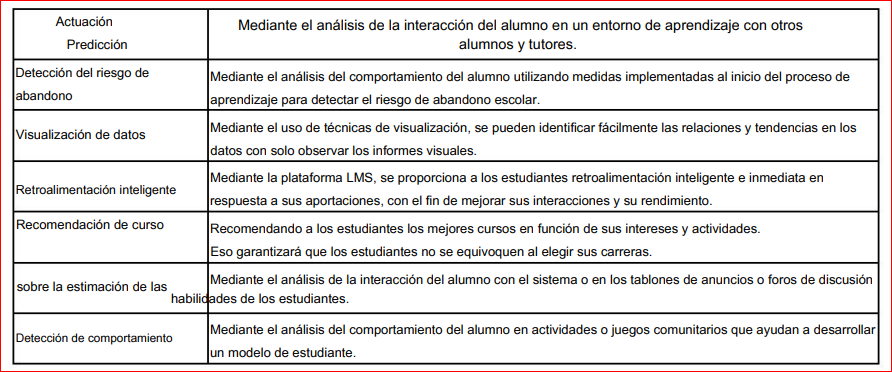 Actuación
Predicción
Mediante el análisis de la interacción del alumno en un entorno de aprendizaje con otros
alumnos y tutores.
Detección del riesgo de
abandono
Mediante el análisis del comportamiento del alumno utilizando medidas implementadas al inicio del proceso de
aprendizaje para detectar el riesgo de abandono escolar.
Visualización de datos
Mediante el uso de técnicas de visualización, se pueden identificar fácilmente las relaciones y tendencias en los
datos con solo observar los informes visuales.
Retroalimentación inteligente
Mediante la plataforma LMS, se proporciona a los estudiantes retroalimentación inteligente e inmediata en
respuesta a sus aportaciones, con el fin de mejorar sus interacciones y su rendimiento.
Recomendación de curso
Recomendando a los estudiantes los mejores cursos en función de sus intereses y actividades.
Eso garantizará que los estudiantes no se equivoquen al elegir sus carreras.
sobre la estimación de las
habilidades de los estudiantes.
Mediante el análisis de la interacción del alumno con el sistema o en los tablones de anuncios o foros de discusión
Detección de comportamiento
Mediante el análisis del comportamiento del alumno en actividades o juegos comunitarios que ayudan a desarrollar
un modelo de estudiante.